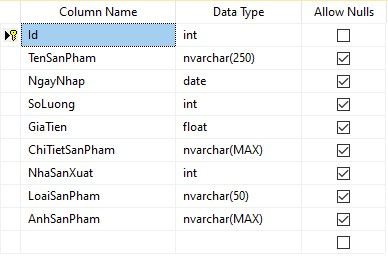 Column Name Data Type Allow Nulls
Id int
TenSanPham nvarchar(250)
NgayNhap date
SoLuong int
GiaTien float
ChiTietSanPham nvarchar(MAX)
NhaSanXuat int
LoaiSanPham nvarchar(50)
AnhSanPham nvarchar(MAX)